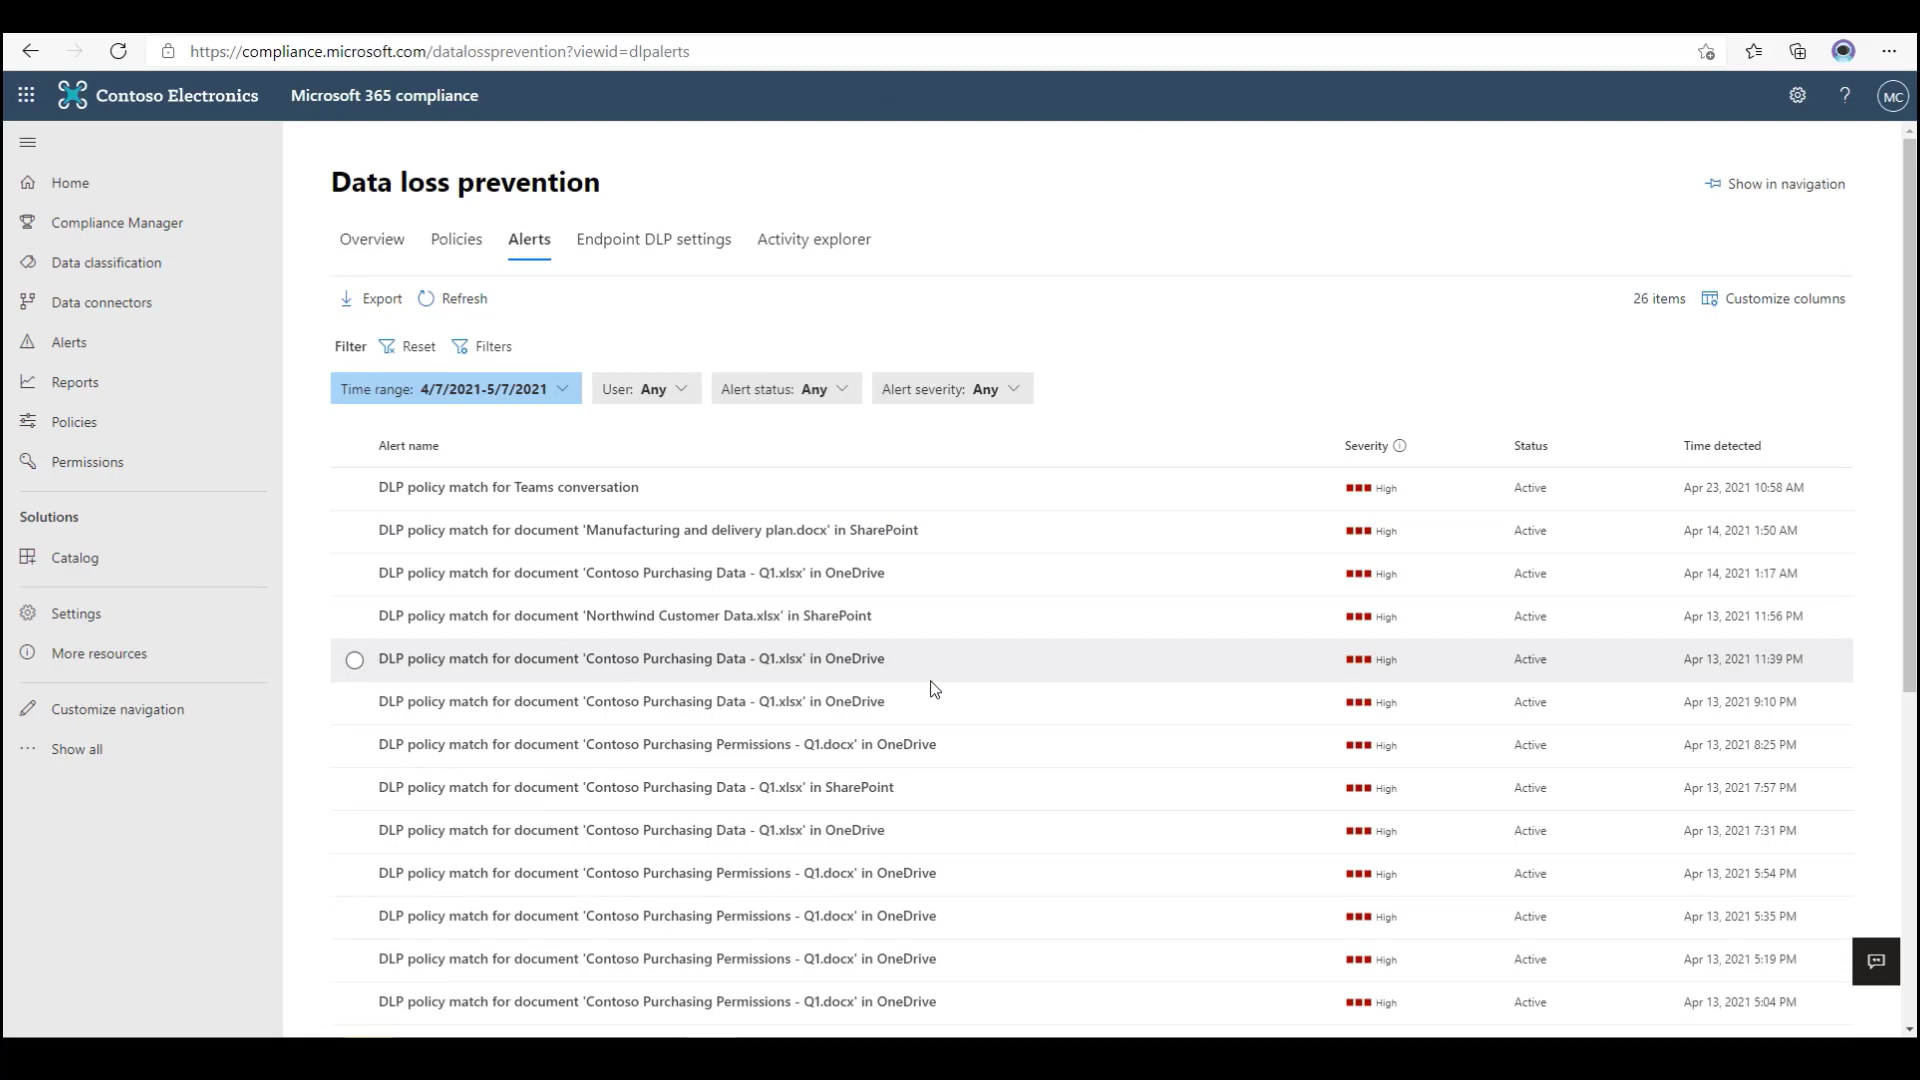 https://compliance.microsoft.com/datalossprevention?viewid=dlpalerts
Contoso Electronics Microsoft 365 compliance ? MC
Home
Compliance Manager
Data classification
Data connectors
Alerts
Reports
Policies
Permissions
Solutions
Catalog
Settings
More resources
Customize navigation
Show all
Data loss prevention
Show in navigation
Overview Policies Alerts Endpoint DLP settings Activity explorer
Export Refresh 26 items Customize columns
Filter Reset Filters
Time range: 4/7/2021-5/7/2021 User: Any Alert status: Any Alert severity: Any
Alert name Severity Status Time detected
DLP policy match for Teams conversation High Active Apr 23, 2021 10:58 AM
DLP policy match for document 'Manufacturing and delivery plan.docx' in SharePoint High Active Apr 14, 2021 1:50 AM
DLP policy match for document 'Contoso Purchasing Data - Q1.xlsx' in OneDrive High Active Apr 14, 2021 1:17 AM
DLP policy match for document 'Northwind Customer Data.xlsx' in SharePoint High Active Apr 13, 2021 11:56 PM
DLP policy match for document 'Contoso Purchasing Data - Q1.xlsx' in OneDrive High Active Apr 13, 2021 11:39 PM
DLP policy match for document 'Contoso Purchasing Data - Q1.xlsx' in OneDrive High Active Apr 13, 2021 9:10 PM
DLP policy match for document 'Contoso Purchasing Permissions - Q1.docx' in OneDrive High Active Apr 13, 2021 8:25 PM
DLP policy match for document 'Contoso Purchasing Data - Q1.xlsx' in SharePoint High Active Apr 13, 2021 7:57 PM
DLP policy match for document 'Contoso Purchasing Data - Q1.xlsx' in OneDrive High Active Apr 13, 2021 7:31 PM
DLP policy match for document 'Contoso Purchasing Permissions - Q1.docx' in OneDrive High Active Apr 13, 2021 5:54 PM
DLP policy match for document 'Contoso Purchasing Permissions - Q1.docx' in OneDrive High Active Apr 13, 2021 5:35 PM
DLP policy match for document 'Contoso Purchasing Permissions - Q1.docx' in OneDrive High Active Apr 13, 2021 5:19 PM
DLP policy match for document 'Contoso Purchasing Permissions - Q1.docx' in OneDrive High Active Apr 13, 2021 5:04 PM